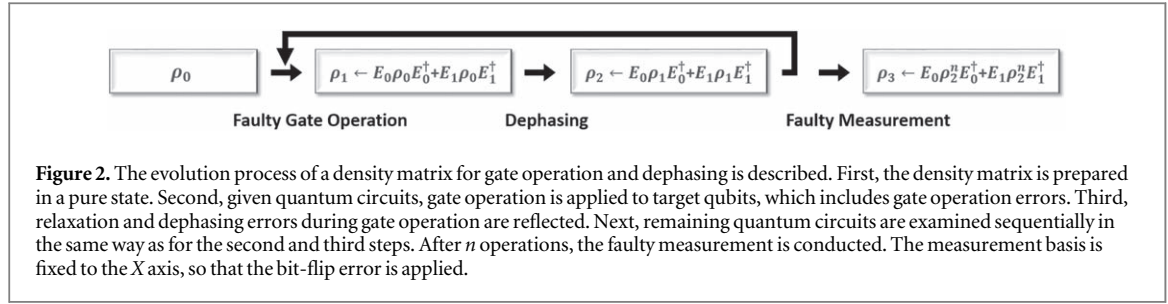 ρ₀
ρ₁ ← E₀ρ₀E₀†+E₁ρ₀E₁†
ρ₂ ← E₀ρ₁E₀†+E₁ρ₁E₁†
ρ₃ ← E₀ρ₂ⁿE₀†+E₁ρ₂ⁿE₁†
Faulty Gate Operation
Dephasing
Faulty Measurement
Figure 2. The evolution process of a density matrix for gate operation and dephasing is described. First, the density matrix is prepared
in a pure state. Second, given quantum circuits, gate operation is applied to target qubits, which includes gate operation errors. Third,
relaxation and dephasing errors during gate operation are reflected. Next, remaining quantum circuits are examined sequentially in
the same way as for the second and third steps. After n operations, the faulty measurement is conducted. The measurement basis is
fixed to the X axis, so that the bit-flip error is applied.